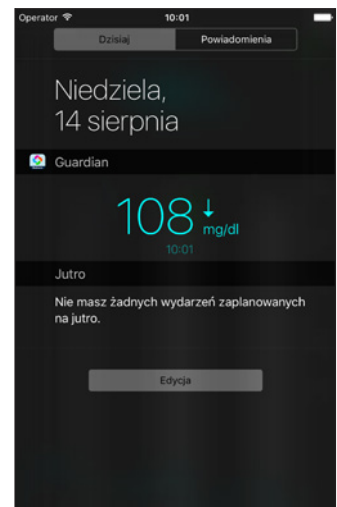 Operator 10:01
Dzisiaj Powiadomienia
Niedziela,
14 sierpnia
Guardian
108 ↓ mg/dl
10:01
Jutro
Nie masz żadnych wydarzeń zaplanowanych
na jutro.
Edycja